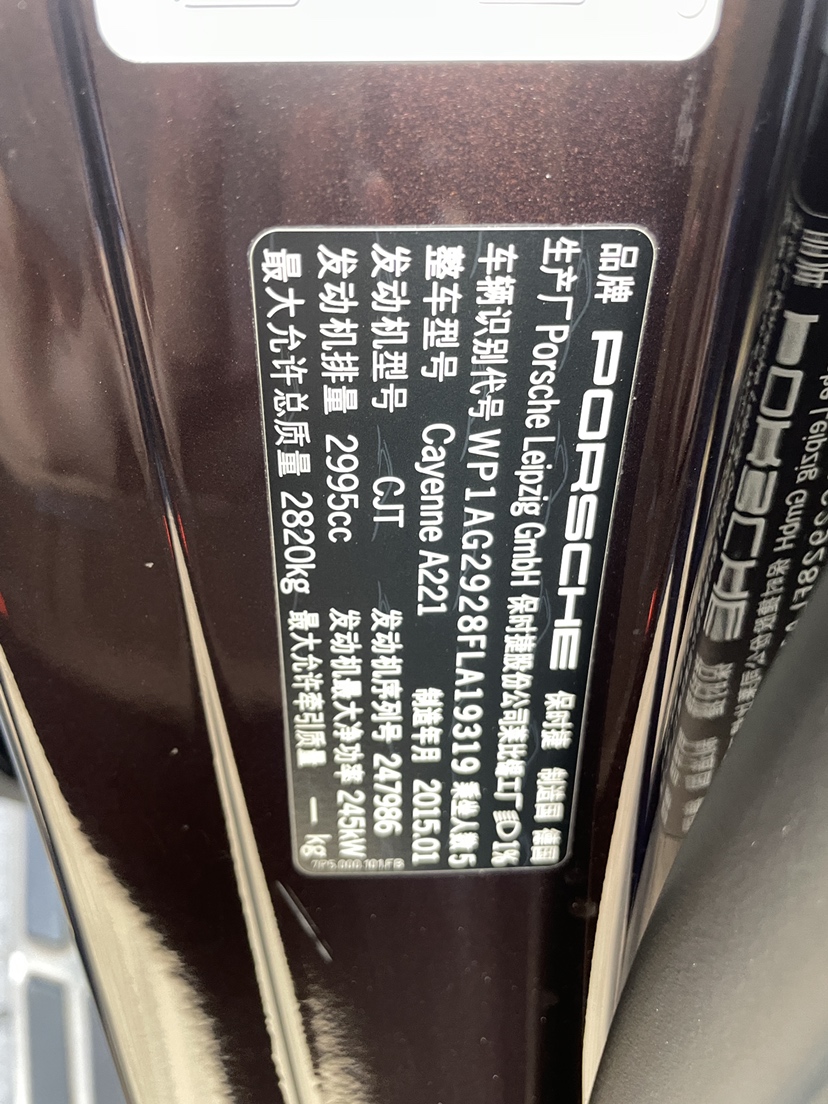 品牌 PORSCHE 保时捷 制造国 德国
生产厂 Porsche Leipzig GmbH 保时捷股份公司莱比锡工厂 D1%
车辆识别代号 WP1AG2928FLA19319 乘坐人数 5
整车型号 Cayenne A221 制造年月 2015.01
发动机型号 CJT 发动机序列号 247986
发动机排量 2995cc 发动机最大净功率 245kW
最大允许总质量 2820kg 最大允许牵引质量 — kg
7P5.000.191.FB